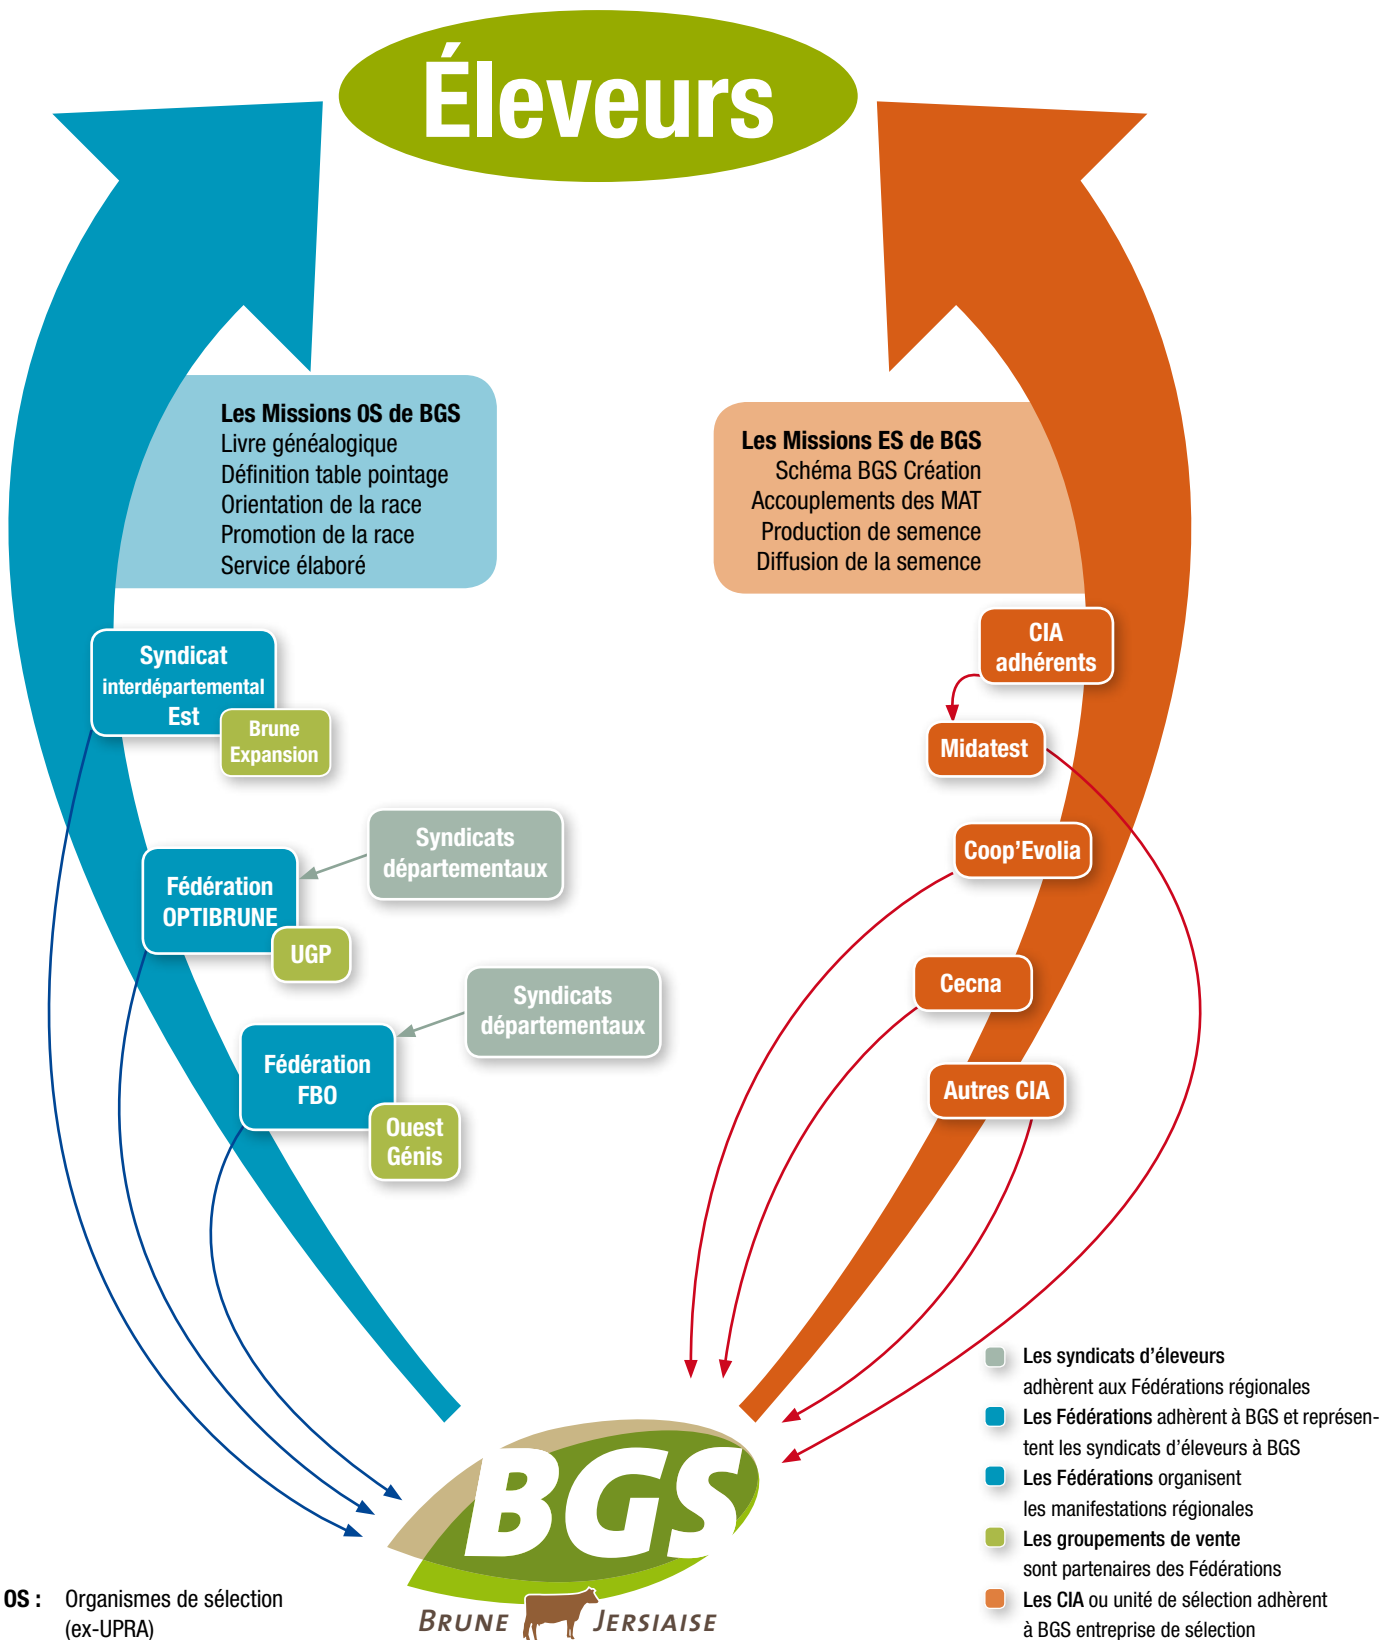 Éleveurs
Les Missions OS de BGS
Livre généalogique
Définition table pointage
Orientation de la race
Promotion de la race
Service élaboré
Les Missions ES de BGS
Schéma BGS Création
Accouplements des MAT
Production de semence
Diffusion de la semence
Syndicat
interdépartemental
Est
Brune
Expansion
Syndicats
départementaux
Fédération
OPTIBRUNE
UGP
Syndicats
départementaux
Fédération
FBO
Ouest
Génis
CIA
adhérents
Midatest
Coop'Evolia
Cecna
Autres CIA
BGS
BRUNE JERSIAISE
OS : Organismes de sélection
(ex-UPRA)
Les syndicats d'éleveurs
adhèrent aux Fédérations régionales
Les Fédérations adhèrent à BGS et représen-
tent les syndicats d'éleveurs à BGS
Les Fédérations organisent
les manifestations régionales
Les groupements de vente
sont partenaires des Fédérations
Les CIA ou unité de sélection adhèrent
à BGS entreprise de sélection